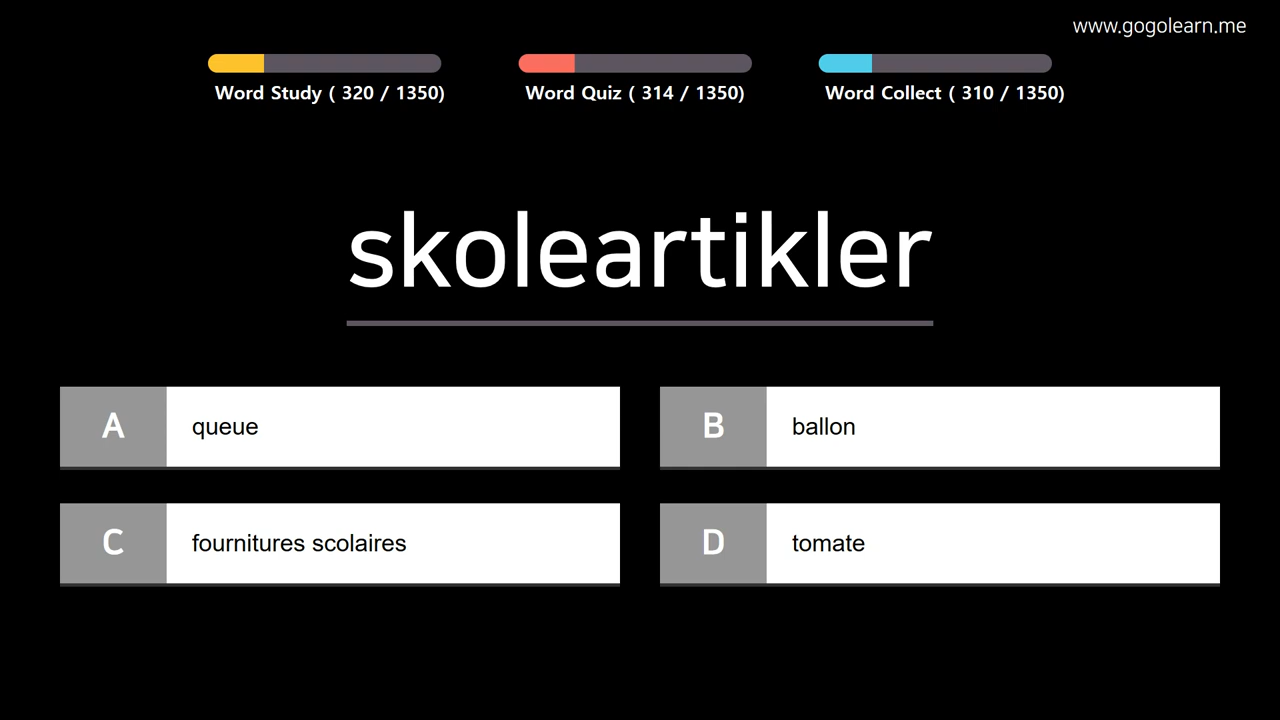 www.gogolearn.me
Word Study ( 320 / 1350)
Word Quiz ( 314 / 1350)
Word Collect ( 310 / 1350)
skoleartikler
A queue
B ballon
C fournitures scolaires
D tomate